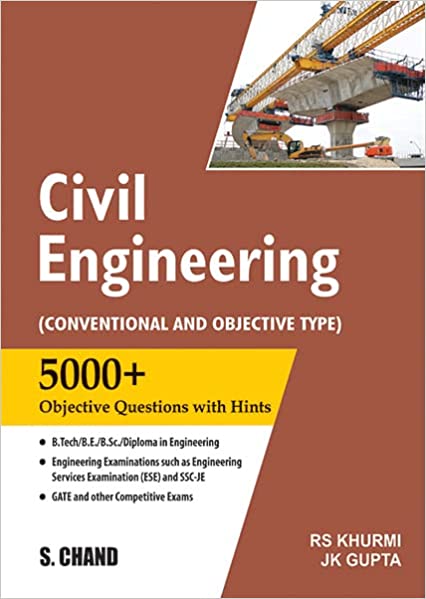 Civil
Engineering
(CONVENTIONAL AND OBJECTIVE TYPE)
5000+
Objective Questions with Hints
• B.Tech/B.E./B.Sc./Diploma in Engineering
• Engineering Examinations such as Engineering
Services Examination (ESE) and SSC-JE
• GATE and other Competitive Exams
S. CHAND
RS KHURMI
JK GUPTA